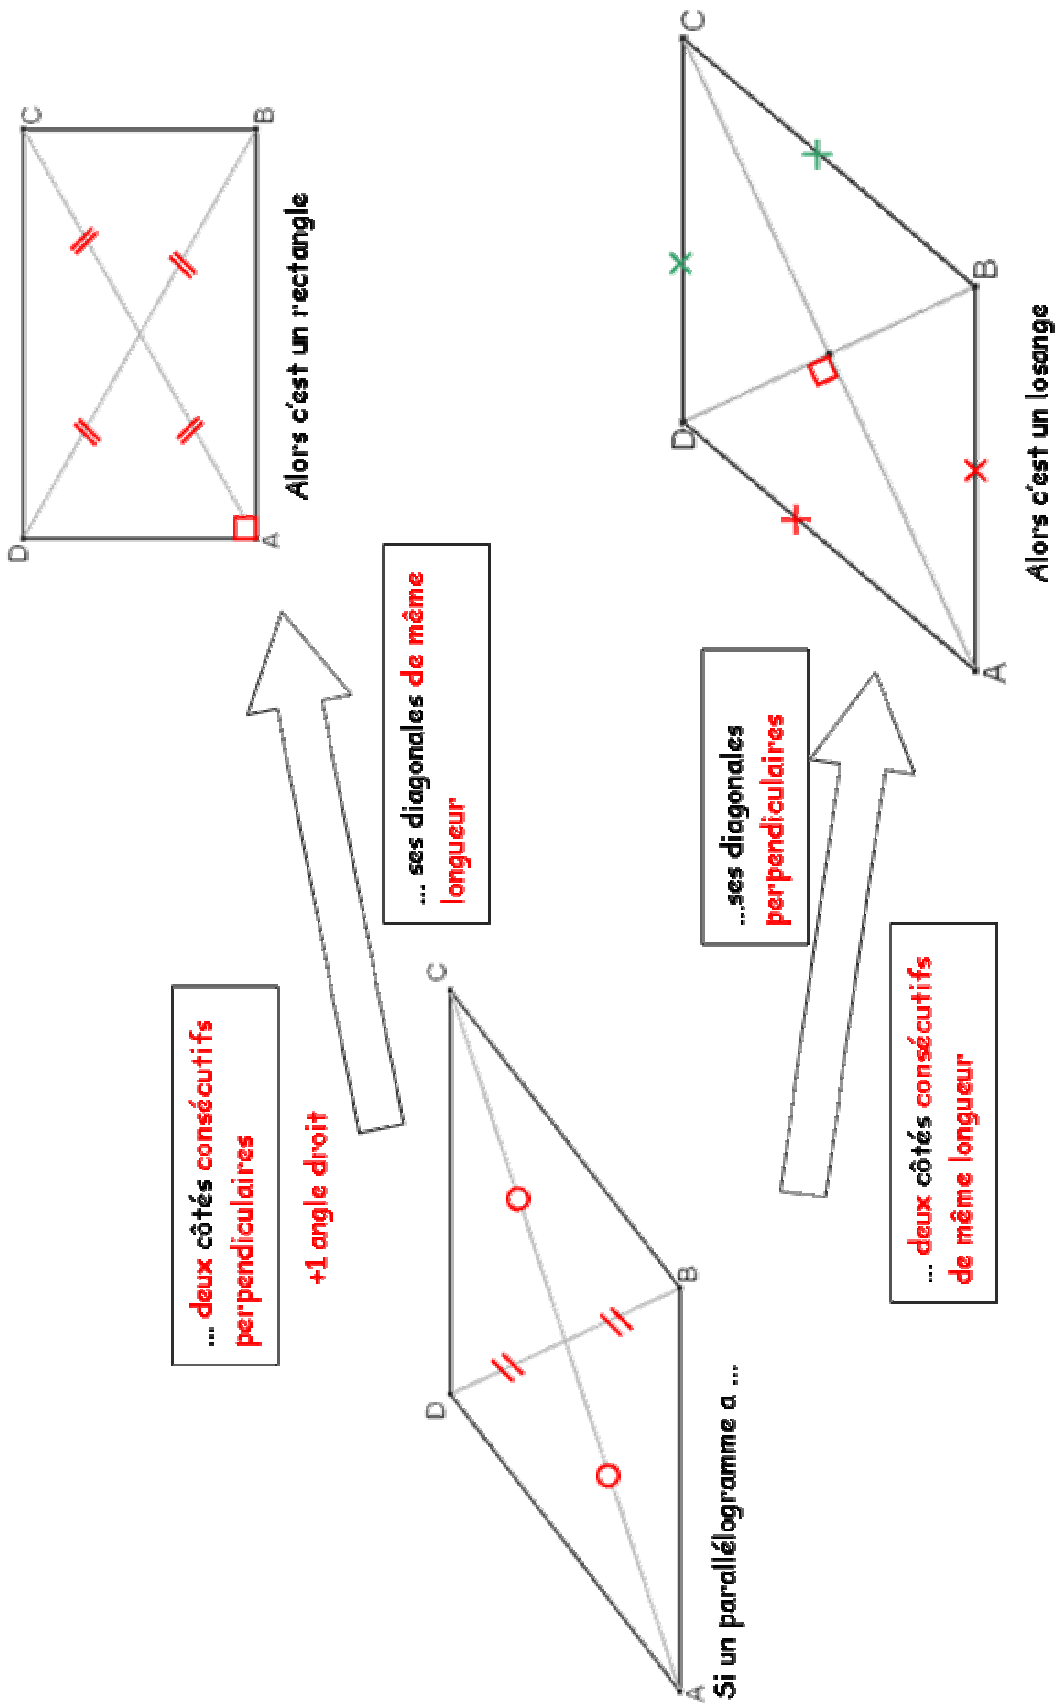 ... deux côtés consécutifs
perpendiculaires
+1 angle droit
D
C
A
B
Alors c'est un rectangle
... ses diagonales de même
longueur
D
C
A
B
Si un parallélogramme a ...
...ses diagonales
perpendiculaires
... deux côtés consécutifs
de même longueur
D
C
A
B
Alors c'est un losange